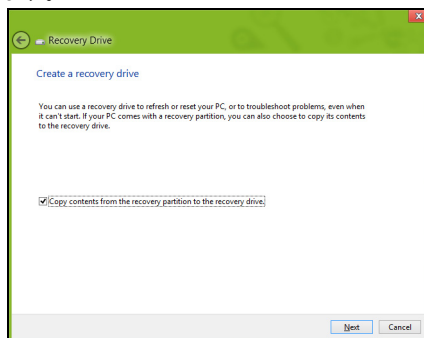 Recovery Drive
Create a recovery drive
You can use a recovery drive to refresh or reset your PC, or to troubleshoot problems, even when
it can't start. If your PC comes with a recovery partition, you can also choose to copy its contents
to the recovery drive.
Copy contents from the recovery partition to the recovery drive.
Next Cancel